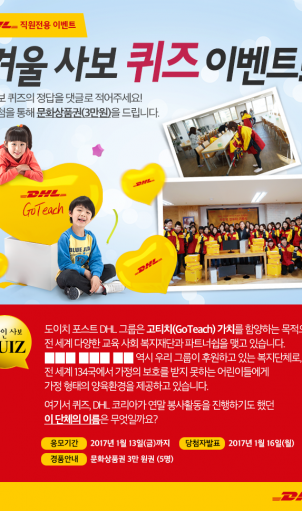 DHL 직원전용 이벤트
겨울 사보 퀴즈 이벤트!
보 퀴즈의 정답을 댓글로 적어주세요!
첨을 통해 문화상품권(3만원)을 드립니다.
DHL
GoTeach
DHL
DHL
인 사보
UIZ
도이치 포스트 DHL 그룹은 고티치(GoTeach) 가치를 함양하는 목적으
전 세계 다양한 교육 사회 복지재단과 파트너쉽을 맺고 있습니다.
■■■ ■■■ ■■ 역시 우리 그룹이 후원하고 있는 복지단체로,
전 세계 134국에서 가정의 보호를 받지 못하는 어린이들에게
가정 형태의 양육환경을 제공하고 있습니다.
여기서 퀴즈, DHL 코리아가 연말 봉사활동을 진행하기도 했던
이 단체의 이름은 무엇일까요?
응모기간 2017년 1월 13일(금)까지 당첨자발표 2017년 1월 16일(월)
경품안내 문화상품권 3만 원권 (5명)
DHL